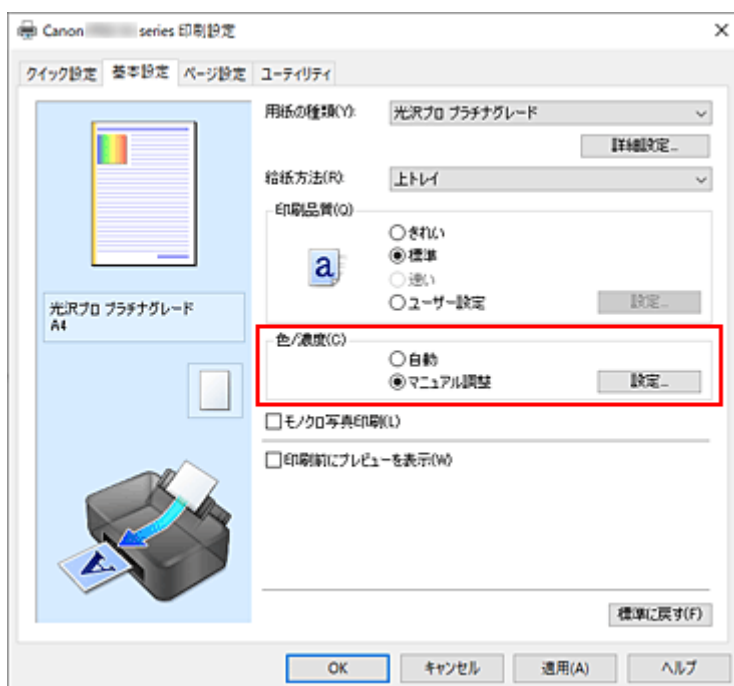 Canon series 印刷設定
クイック設定 基本設定 ページ設定 ユーティリティ
用紙の種類(Y): 光沢プロ プラチナグレード
詳細設定...
給紙方法(R): 上トレイ
印刷品質(Q)
きれい
標準
速い
ユーザー設定 設定...
光沢プロ プラチナグレード
A4
色/濃度(C)
自動
マニュアル調整 設定...
モノクロ写真印刷(L)
印刷前にプレビューを表示(W)
標準に戻す(F)
OK キャンセル 適用(A) ヘルプ